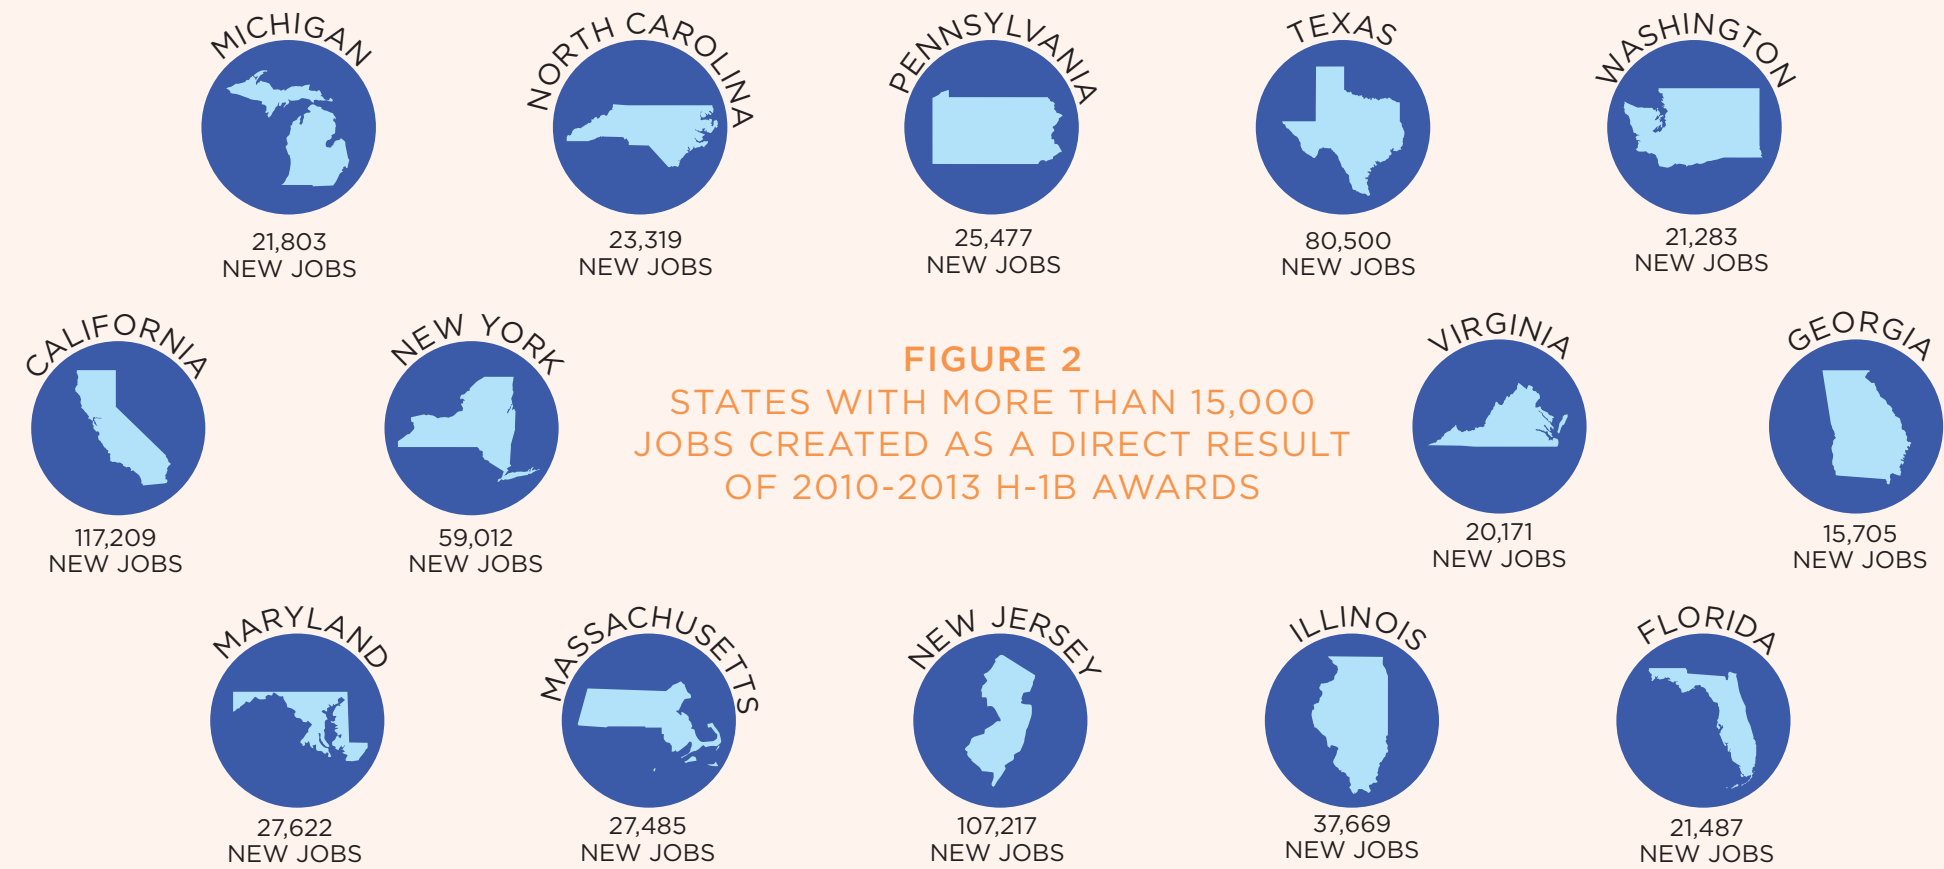 MICHIGAN
21,803
NEW JOBS
NORTH CAROLINA
23,319
NEW JOBS
PENNSYLVANIA
25,477
NEW JOBS
TEXAS
80,500
NEW JOBS
WASHINGTON
21,283
NEW JOBS
CALIFORNIA
117,209
NEW JOBS
NEW YORK
59,012
NEW JOBS
FIGURE 2
STATES WITH MORE THAN 15,000
JOBS CREATED AS A DIRECT RESULT
OF 2010-2013 H-1B AWARDS
VIRGINIA
20,171
NEW JOBS
GEORGIA
15,705
NEW JOBS
MARYLAND
27,622
NEW JOBS
MASSACHUSETTS
27,485
NEW JOBS
NEW JERSEY
107,217
NEW JOBS
ILLINOIS
37,669
NEW JOBS
FLORIDA
21,487
NEW JOBS